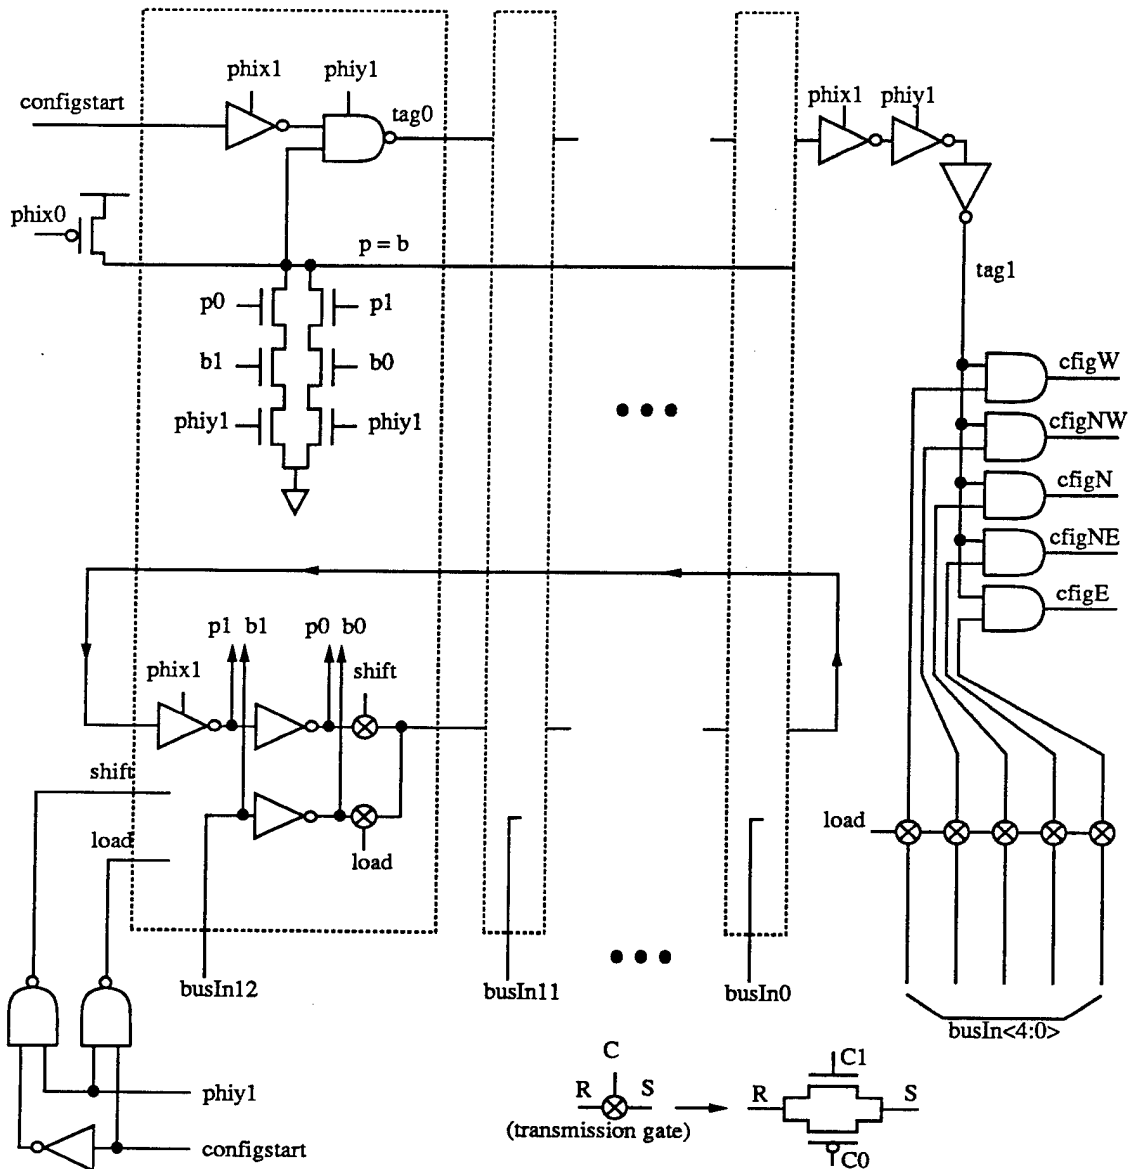 phix1 phiy1
configstart
tag0
phix1 phiy1
phix0
p = b
tag1
p0 p1
b1 b0
phiy1 phiy1
cfigW
cfigNW
cfigN
cfigNE
cfigE
p1 b1 p0 b0
shift
phix1
shift
load
load
load
busIn12
busIn11
busIn0
busIn<4:0>
phiy1
configstart
C
R S
(transmission gate)
C1
R S
C0